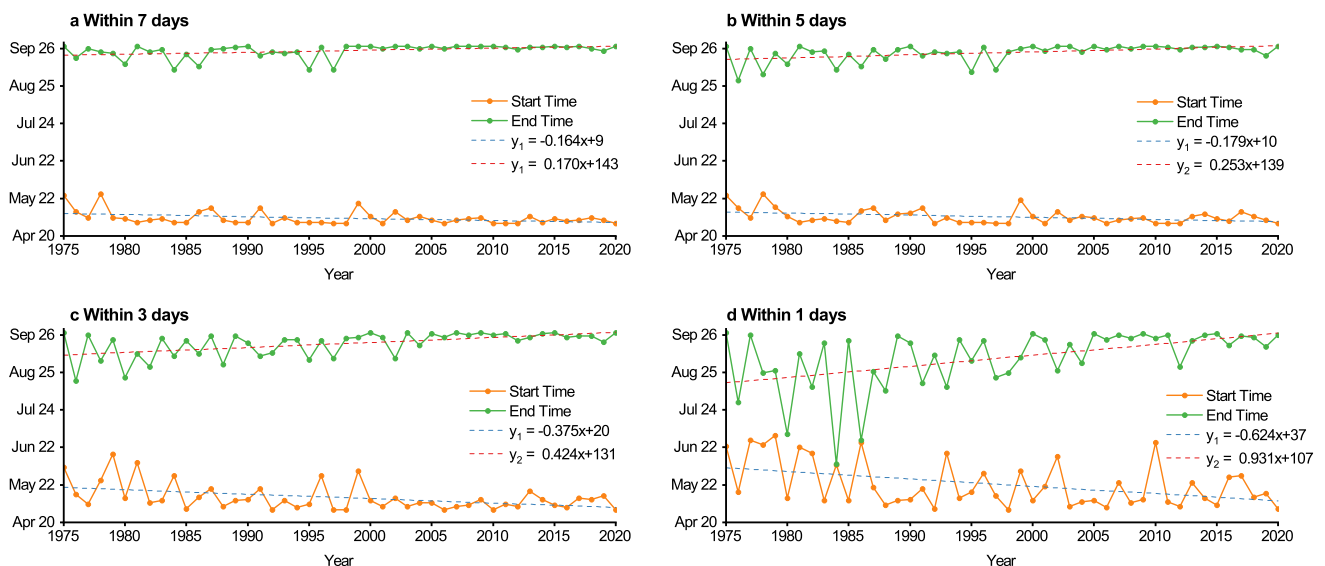 a Within 7 days
Sep 26
Aug 25
Jul 24
Jun 22
May 22
Apr 20
1975 1980 1985 1990 1995 2000 2005 2010 2015 2020
Year
Start Time
End Time
y1 = -0.164x+9
y1 = 0.170x+143
b Within 5 days
Sep 26
Aug 25
Jul 24
Jun 22
May 22
Apr 20
1975 1980 1985 1990 1995 2000 2005 2010 2015 2020
Year
Start Time
End Time
y1 = -0.179x+10
y2 = 0.253x+139
c Within 3 days
Sep 26
Aug 25
Jul 24
Jun 22
May 22
Apr 20
1975 1980 1985 1990 1995 2000 2005 2010 2015 2020
Year
Start Time
End Time
y1 = -0.375x+20
y2 = 0.424x+131
d Within 1 days
Sep 26
Aug 25
Jul 24
Jun 22
May 22
Apr 20
1975 1980 1985 1990 1995 2000 2005 2010 2015 2020
Year
Start Time
End Time
y1 = -0.624x+37
y2 = 0.931x+107